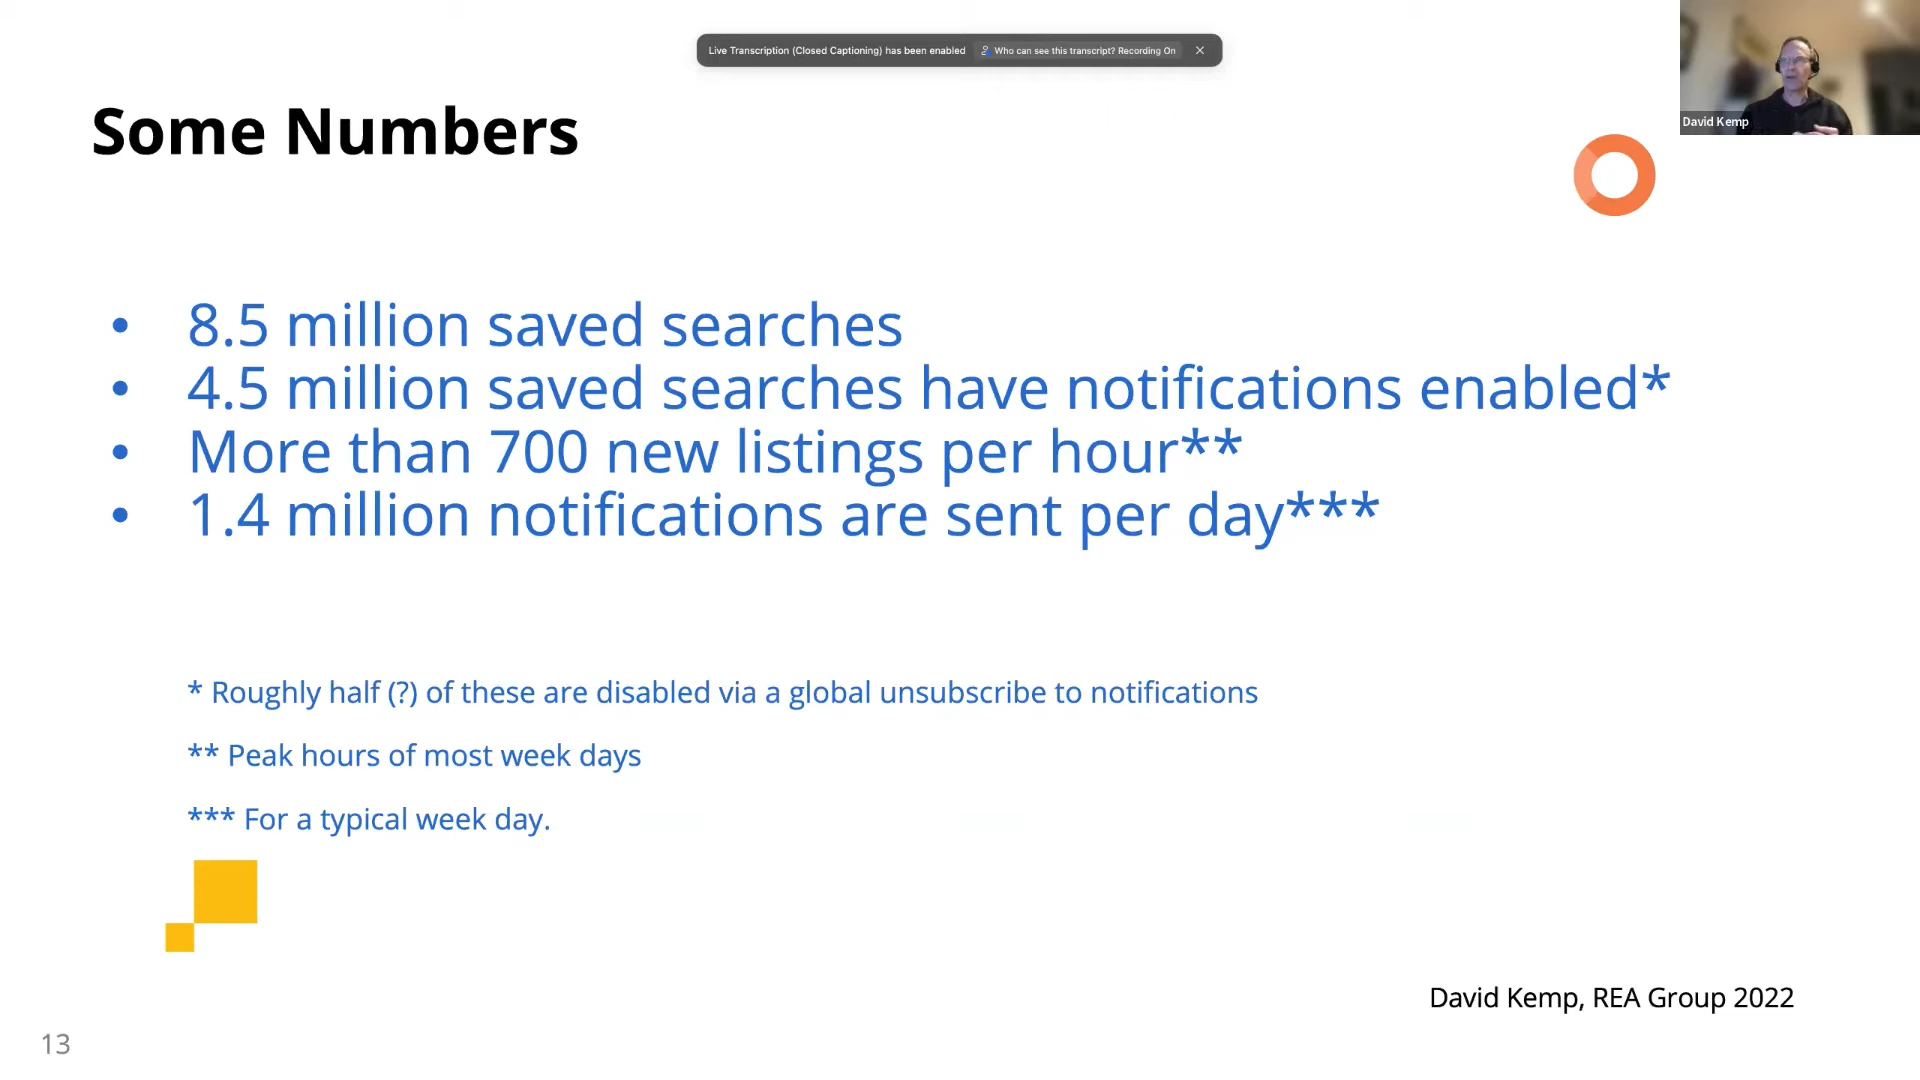 Live Transcription (Closed Captioning) has been enabled
Who can see this transcript? Recording On
David Kemp
Some Numbers
• 8.5 million saved searches
• 4.5 million saved searches have notifications enabled*
• More than 700 new listings per hour**
• 1.4 million notifications are sent per day***
* Roughly half (?) of these are disabled via a global unsubscribe to notifications
** Peak hours of most week days
*** For a typical week day.
David Kemp, REA Group 2022
13